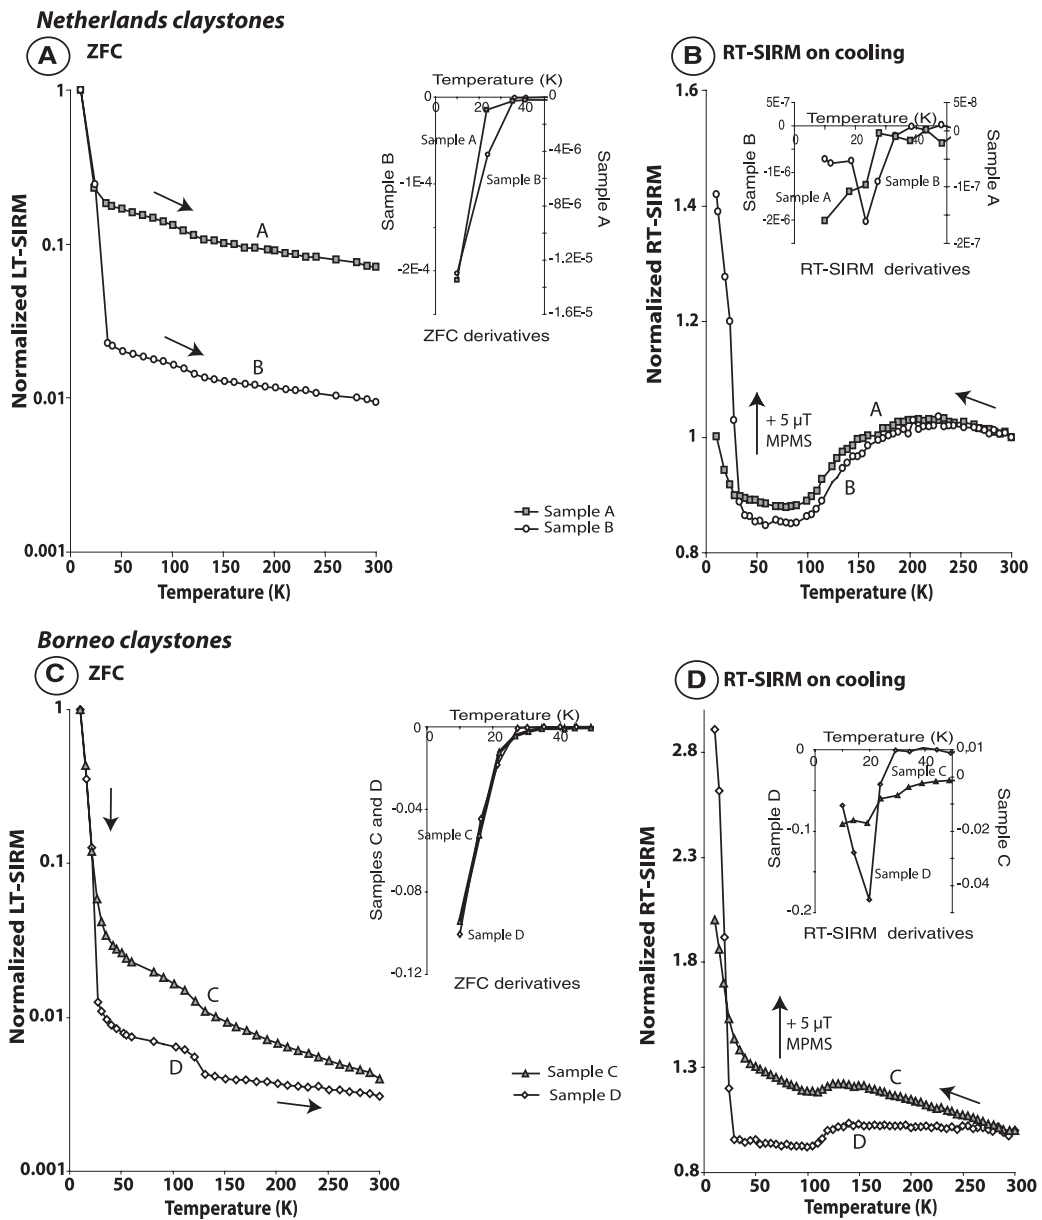 Netherlands claystones
A ZFC
Normalized LT-SIRM
1
0.1
0.01
0.001
0 50 100 150 200 250 300
Temperature (K)
A
B
Temperature (K)
0 20 40
0
-1E-4
-2E-4
0
-4E-6
-8E-6
-1.2E-5
-1.6E-5
Sample B
Sample A
Sample A
Sample B
ZFC derivatives
Sample A
Sample B
B RT-SIRM on cooling
Normalized RT-SIRM
1.6
1.4
1.2
1
0.8
0 50 100 150 200 250 300
Temperature (K)
+ 5 μT
MPMS
A
B
Temperature (K)
0 20 40
5E-7
0
-1E-6
-2E-6
5E-8
0
-1E-7
-2E-7
Sample B
Sample A
Sample A
Sample B
RT-SIRM derivatives
Borneo claystones
C ZFC
Normalized LT-SIRM
1
0.1
0.01
0.001
0 50 100 150 200 250 300
Temperature (K)
C
D
Temperature (K)
0 20 40
0
-0.04
-0.08
-0.12
Samples C and D
Sample C
Sample D
ZFC derivatives
Sample C
Sample D
D RT-SIRM on cooling
Normalized RT-SIRM
2.8
2.3
1.8
1.3
0.8
0 50 100 150 200 250 300
Temperature (K)
+ 5 μT
MPMS
C
D
Temperature (K)
0 20 40
0
-0.1
-0.2
0,01
0
-0.02
-0.04
Sample D
Sample C
Sample C
Sample D
RT-SIRM derivatives